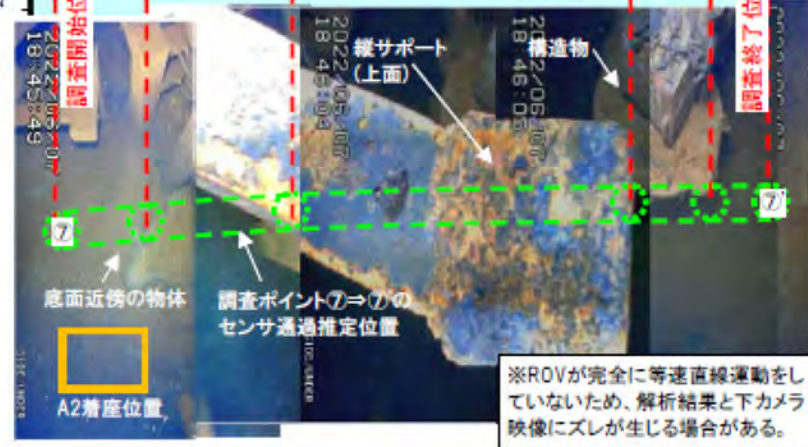 調査開始位
調査終了位
2022/06/07
18:45:49
2022/06/07
18:46:04
縦サポート
(上面)
2022/06/07
構造物
⑦
⑦
底面近傍の物体
調査ポイント⑦⇒⑦の
センサ通過推定位置
A2着座位置
※ROVが完全に等速直線運動をし
ていないため、解析結果と下カメラ
映像にズレが生じる場合がある。